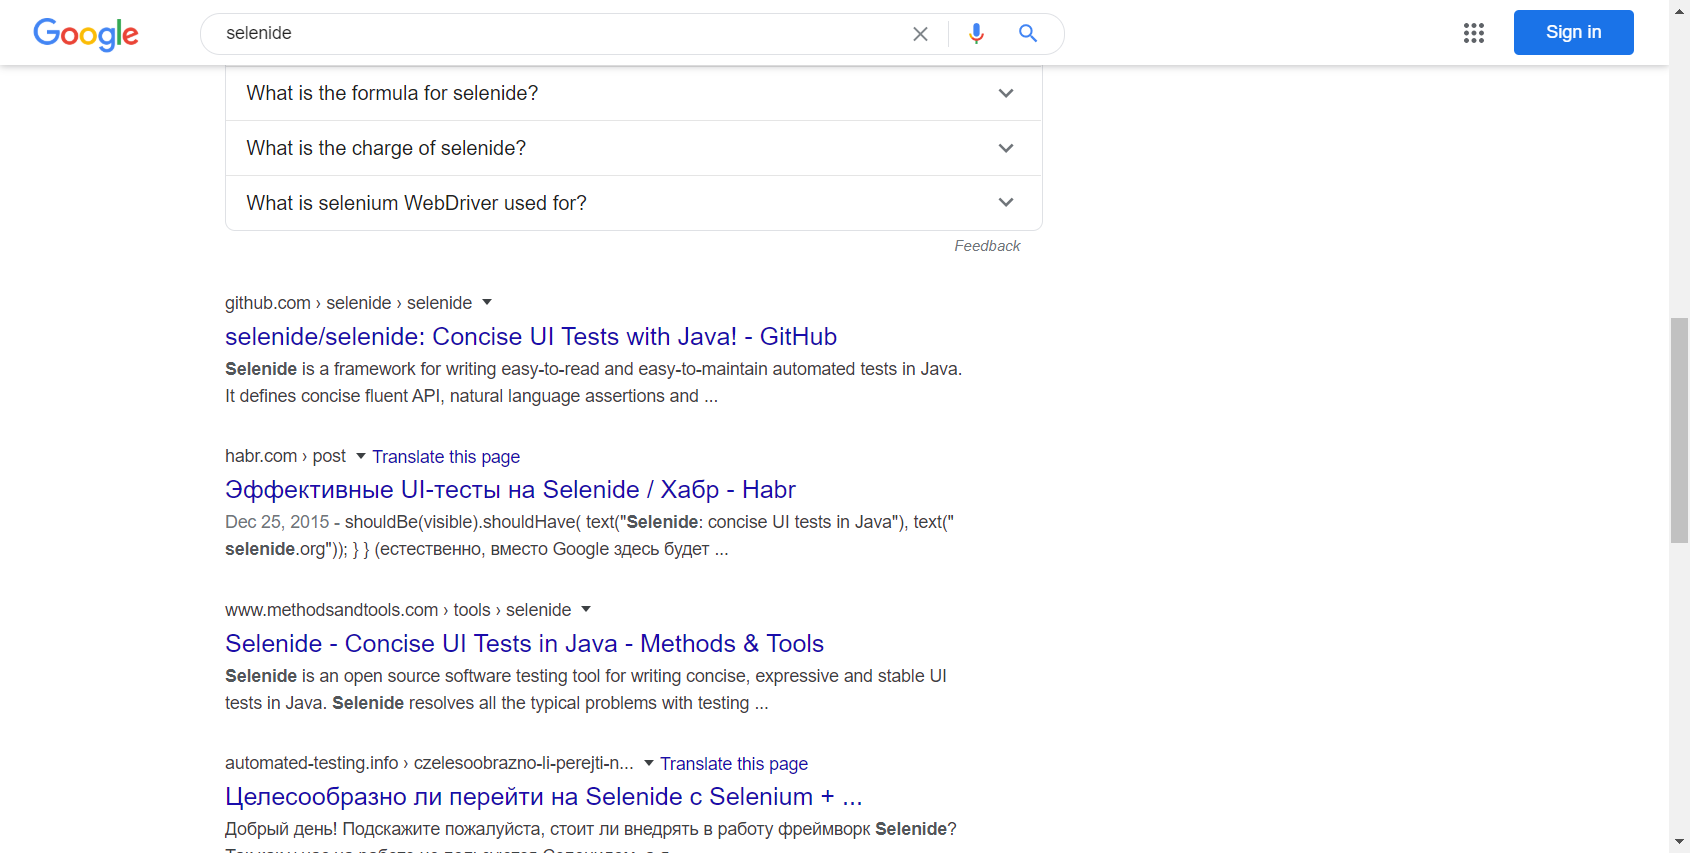 Google
selenide
Sign in
What is the formula for selenide?
What is the charge of selenide?
What is selenium WebDriver used for?
Feedback
github.com › selenide › selenide
selenide/selenide: Concise UI Tests with Java! - GitHub
Selenide is a framework for writing easy-to-read and easy-to-maintain automated tests in Java.
It defines concise fluent API, natural language assertions and ...
habr.com › post Translate this page
Эффективные UI-тесты на Selenide / Хабр - Habr
Dec 25, 2015 - shouldBe(visible).shouldHave( text("Selenide: concise UI tests in Java"), text("
selenide.org")); } } (естественно, вместо Google здесь будет ...
www.methodsandtools.com › tools › selenide
Selenide - Concise UI Tests in Java - Methods & Tools
Selenide is an open source software testing tool for writing concise, expressive and stable UI
tests in Java. Selenide resolves all the typical problems with testing ...
automated-testing.info › czelesoobrazno-li-perejti-n... Translate this page
Целесообразно ли перейти на Selenide с Selenium + ...
Добрый день! Подскажите пожалуйста, стоит ли внедрять в работу фреймворк Selenide?